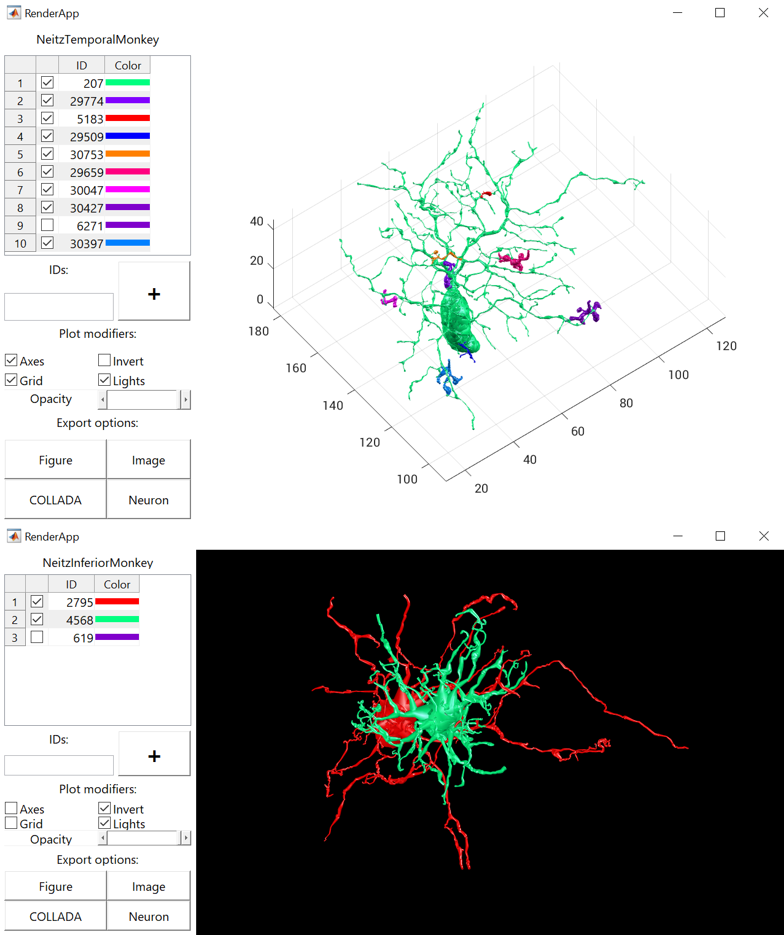 RenderApp
NeitzTemporalMonkey
ID Color
1 207
2 29774
3 5183
4 29509
5 30753
6 29659
7 30047
8 30427
9 6271
10 30397
IDs:
+
Plot modifiers:
Axes Invert
Grid Lights
Opacity
Export options:
Figure Image
COLLADA Neuron
40
20
0
180
160
140
120
100
20
40
60
80
100
120
RenderApp
NeitzInferiorMonkey
ID Color
1 2795
2 4568
3 619
IDs:
+
Plot modifiers:
Axes Invert
Grid Lights
Opacity
Export options:
Figure Image
COLLADA Neuron